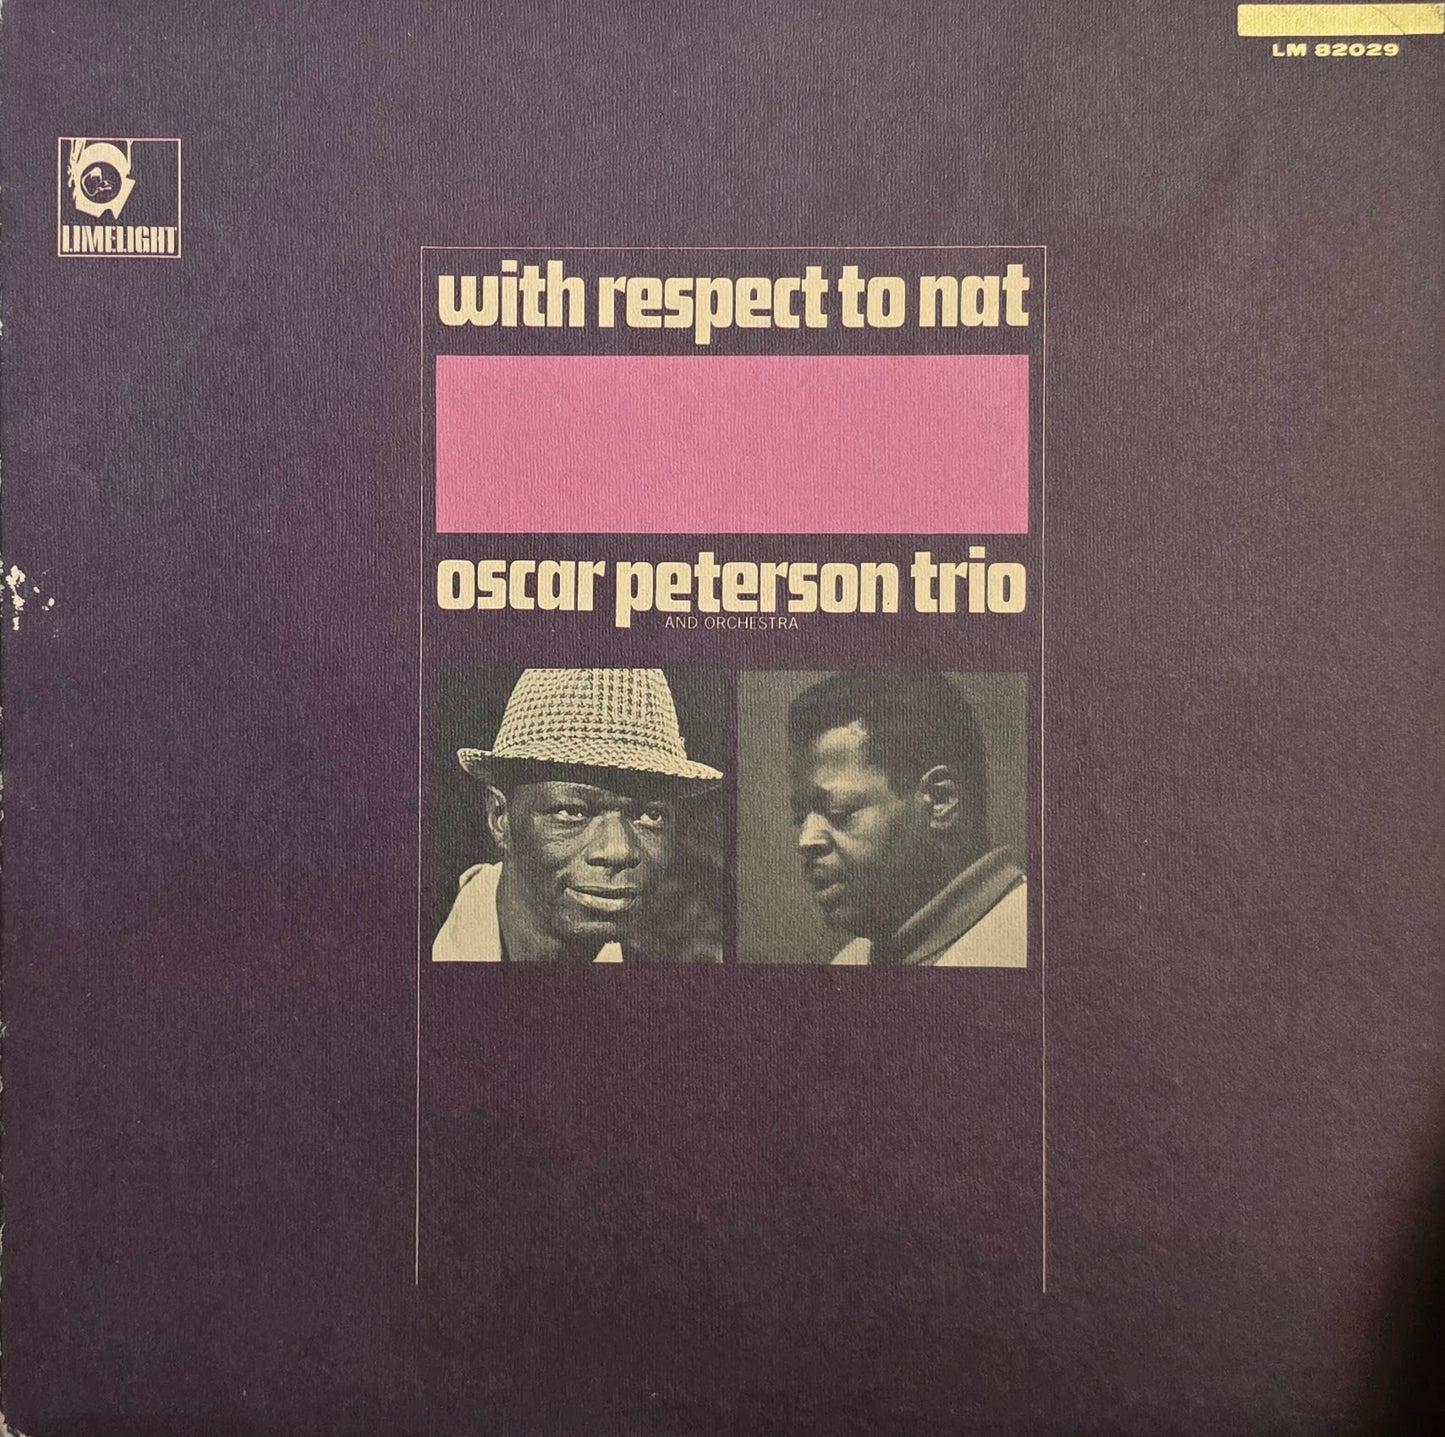 LM 82029
LIMELIGHT
with respect to nat
oscar peterson trio
AND ORCHESTRA